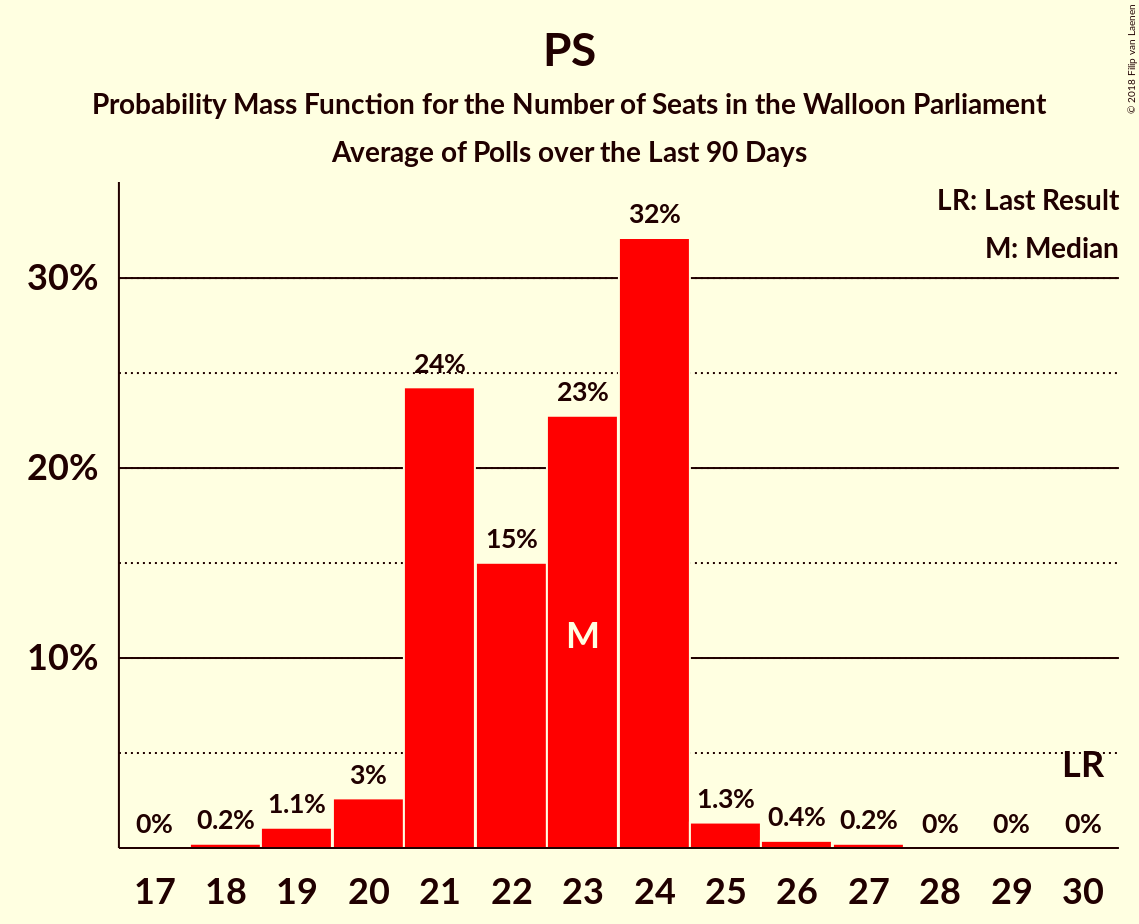 PS
Probability Mass Function for the Number of Seats in the Walloon Parliament
Average of Polls over the Last 90 Days
© 2018 Filip van Laenen
LR: Last Result
M: Median
32%
30%
24%
23%
20%
15%
M
10%
LR
0% 0.2% 1.1% 3% 1.3% 0.4% 0.2% 0% 0% 0%
17 18 19 20 21 22 23 24 25 26 27 28 29 30